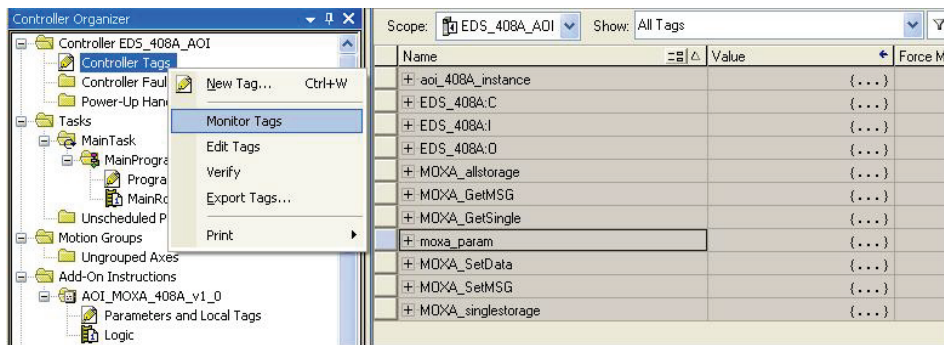 Controller Organizer
Controller EDS_408A_AOI
Controller Tags
Controller Faul
Power-Up Han
Tasks
MainTask
MainProgra
Progra
MainRo
Unscheduled P
Motion Groups
Ungrouped Axes
Add-On Instructions
AOI_MOXA_408A_v1_0
Parameters and Local Tags
Logic
New Tag... Ctrl+W
Monitor Tags
Edit Tags
Verify
Export Tags...
Print
Scope: EDS_408A_AOI Show: All Tags
Name Value Force M
aoi_408A_instance {...}
EDS_408A:C {...}
EDS_408A:I {...}
EDS_408A:O {...}
MOXA_allstorage {...}
MOXA_GetMSG {...}
MOXA_GetSingle {...}
moxa_param {...}
MOXA_SetData {...}
MOXA_SetMSG {...}
MOXA_singlestorage {...}